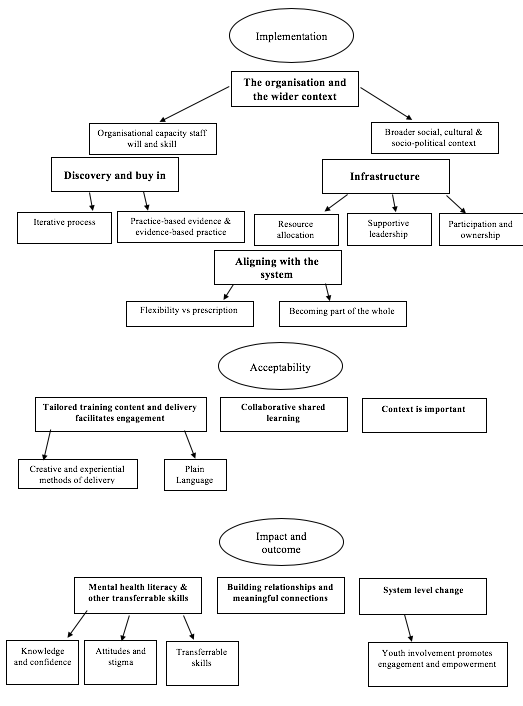 Implementation
The organisation and
the wider context
Organisational capacity staff
will and skill
Broader social, cultural &
socio-political context
Discovery and buy in
Infrastructure
Iterative process
Practice-based evidence &
evidence-based practice
Resource
allocation
Supportive
leadership
Participation and
ownership
Aligning with the
system
Flexibility vs prescription
Becoming part of the whole
Acceptability
Tailored training content and delivery
facilitates engagement
Collaborative shared
learning
Context is important
Creative and experiential
methods of delivery
Plain
Language
Impact and
outcome
Mental health literacy &
other transferrable skills
Building relationships and
meaningful connections
System level change
Knowledge
and confidence
Attitudes and
stigma
Transferrable
skills
Youth involvement promotes
engagement and empowerment